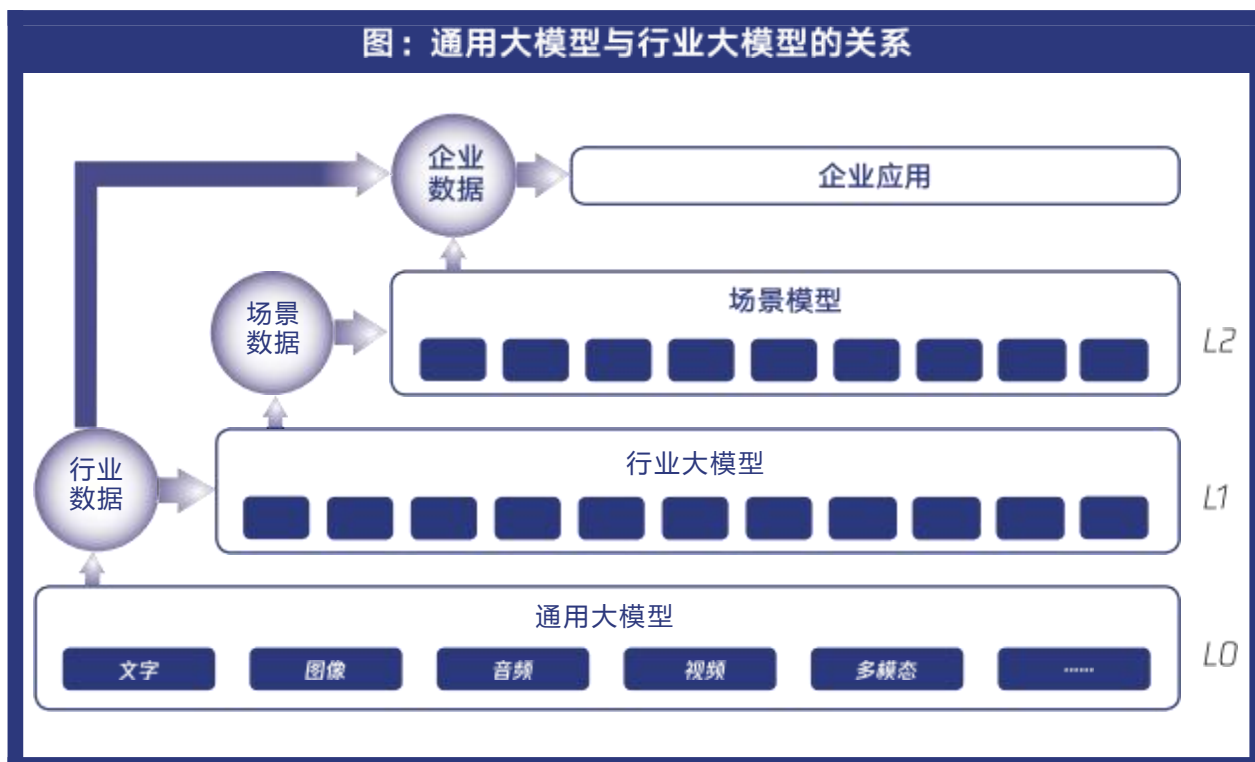 图：通用大模型与行业大模型的关系
企业
数据
企业应用
场景
数据
场景模型
L2
行业
数据
行业大模型
L1
通用大模型
文字
图像
音频
视频
多模态
······
L0